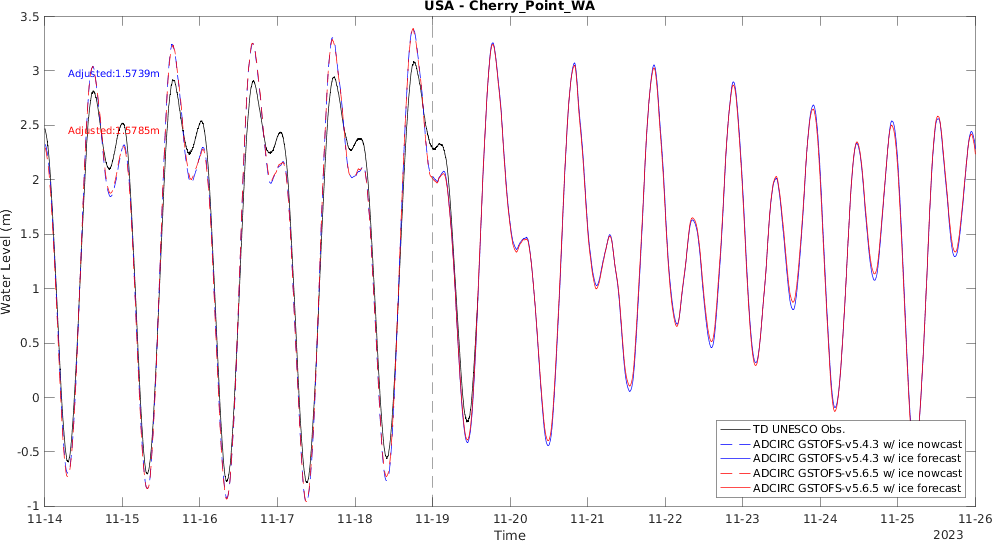 USA - Cherry_Point_WA
3.5
3
2.5
2
1.5
1
0.5
0
-0.5
-1
Water Level (m)
Adjusted:1.5739m
Adjusted:1.5785m
TD UNESCO Obs.
ADCIRC GSTOFS-v5.4.3 w/ ice nowcast
ADCIRC GSTOFS-v5.4.3 w/ ice forecast
ADCIRC GSTOFS-v5.6.5 w/ ice nowcast
ADCIRC GSTOFS-v5.6.5 w/ ice forecast
11-14 11-15 11-16 11-17 11-18 11-19 11-20 11-21 11-22 11-23 11-24 11-25 11-26
Time
2023